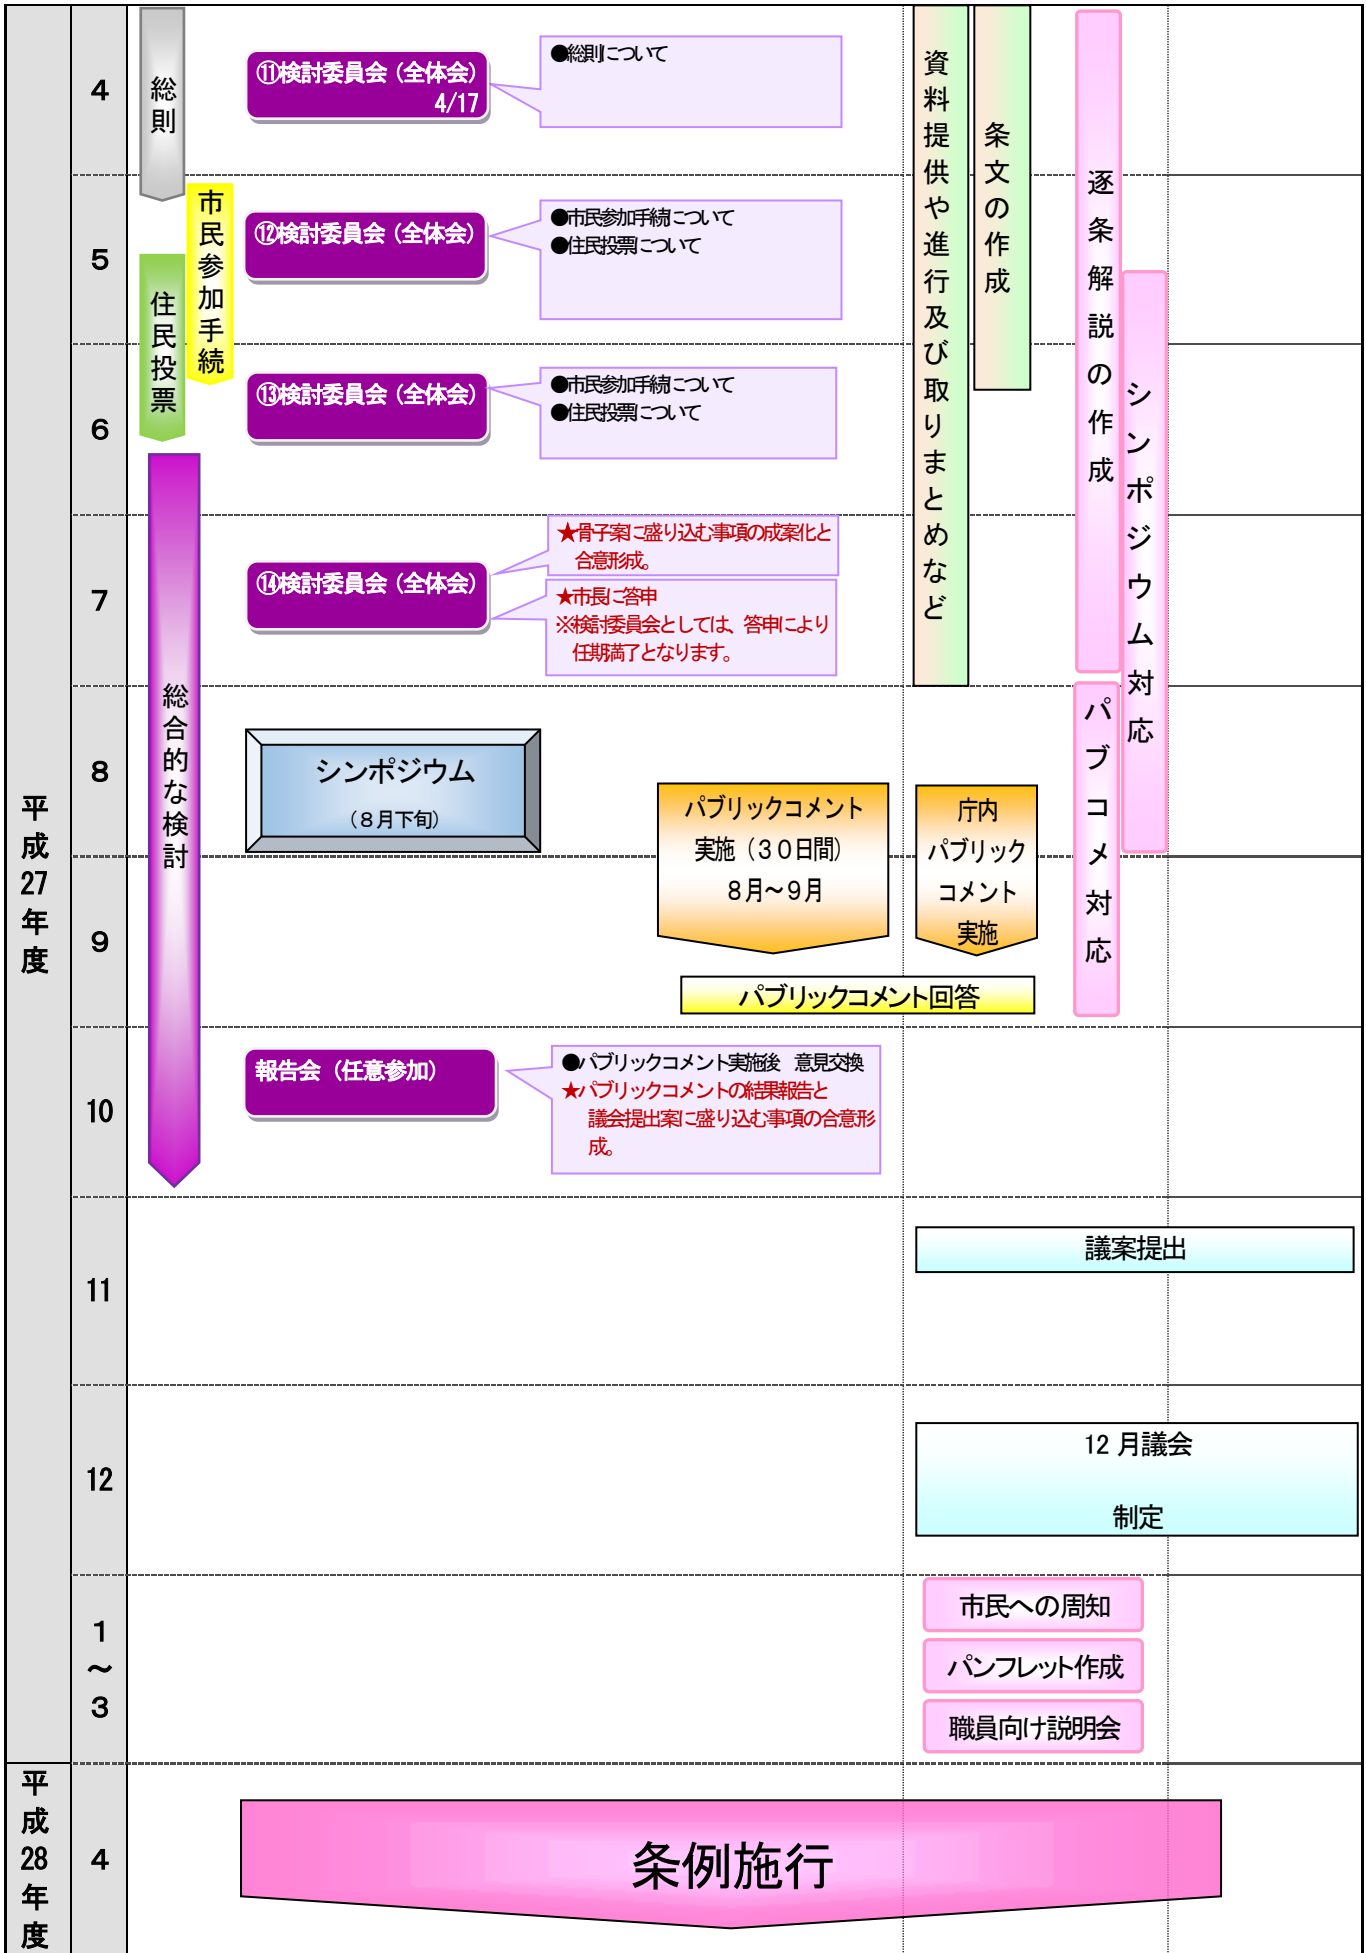 平成27年度
4
総則
⑪検討委員会（全体会）
4/17
●総則について
資料提供や進行及び取りまとめなど
条文の作成
逐条解説の作成
5
市民参加手続
住民投票
⑫検討委員会（全体会）
●市民参加手続について
●住民投票について
シンポジウム対応
6
⑬検討委員会（全体会）
●市民参加手続について
●住民投票について
総合的な検討
7
⑭検討委員会（全体会）
★骨子案に盛り込む事項の成案化と
合意形成。
★市長に答申
※検討委員会としては、答申により
任期満了となります。
8
シンポジウム
（８月下旬）
パブリックコメント
実施（３０日間）
８月～９月
庁内
パブリック
コメント
実施
パブコメ対応
9
パブリックコメント回答
10
報告会（任意参加）
●パブリックコメント実施後　意見交換
★パブリックコメントの結果報告と
議会提出案に盛り込む事項の合意形
成。
11
議案提出
12
12 月議会
制定
1
～
3
市民への周知
パンフレット作成
職員向け説明会
平成28年度
4
条例施行